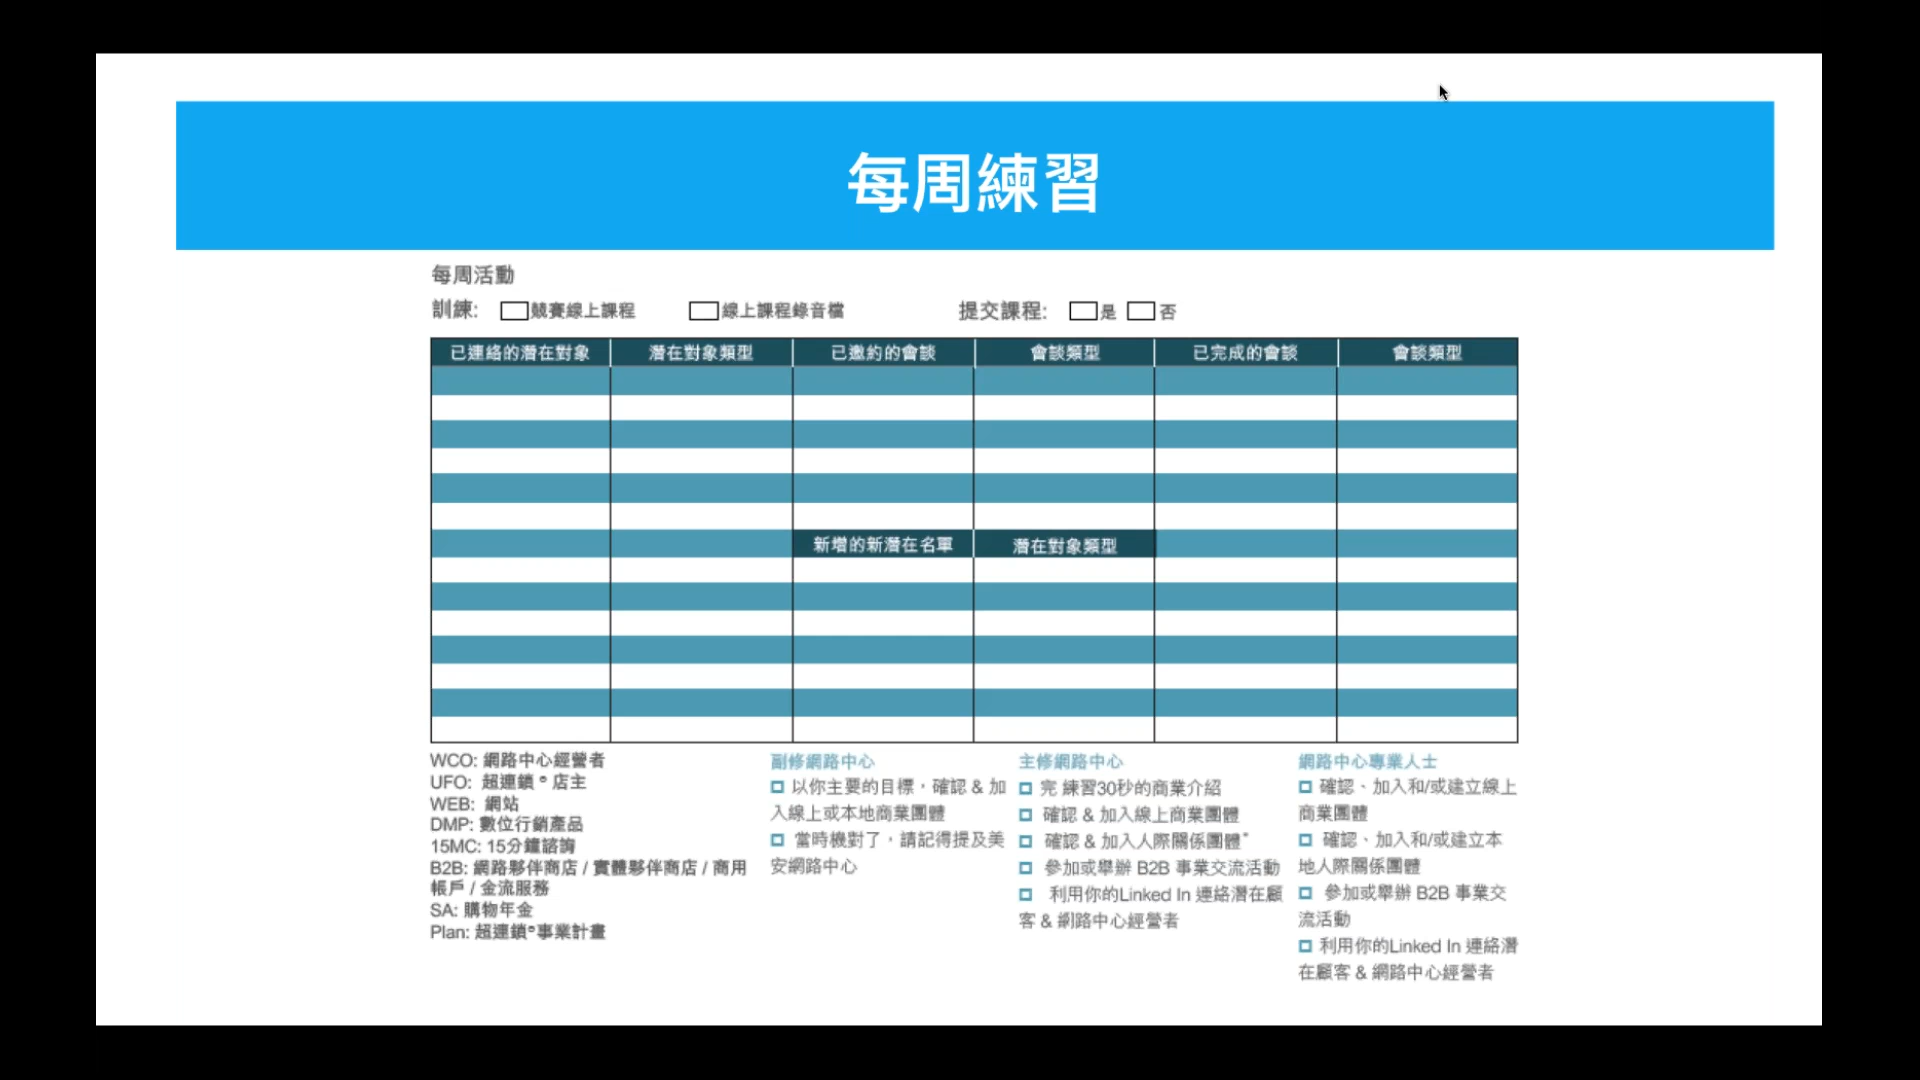 每周練習
每周活動
訓練: 競賽線上課程 線上課程錄音檔 提交課程: 是 否
已連絡的潛在對象 潛在對象類型 已邀約的會談 會談類型 已完成的會談 會談類型
新增的新潛在名單 潛在對象類型
WCO: 網路中心經營者
UFO: 超連鎖® 店主
WEB: 網站
DMP: 數位行銷產品
15MC: 15分鐘諮詢
B2B: 網路夥伴商店 / 實體夥伴商店 / 商用
帳戶 / 金流服務
SA: 購物年金
Plan: 超連鎖®事業計畫
副修網路中心
以你主要的目標，確認 & 加
入線上或本地商業團體
當時機對了，請記得提及美
安網路中心
主修網路中心
完 練習30秒的商業介紹
確認 & 加入線上商業團體
確認 & 加入人際關係團體*
參加或舉辦 B2B 事業交流活動
利用你的Linked In 連絡潛在顧
客 & 網路中心經營者
網路中心專業人士
確認、加入和/或建立線上
商業團體
確認、加入和/或建立本
地人際關係團體
參加或舉辦 B2B 事業交
流活動
利用你的Linked In 連絡潛
在顧客 & 網路中心經營者